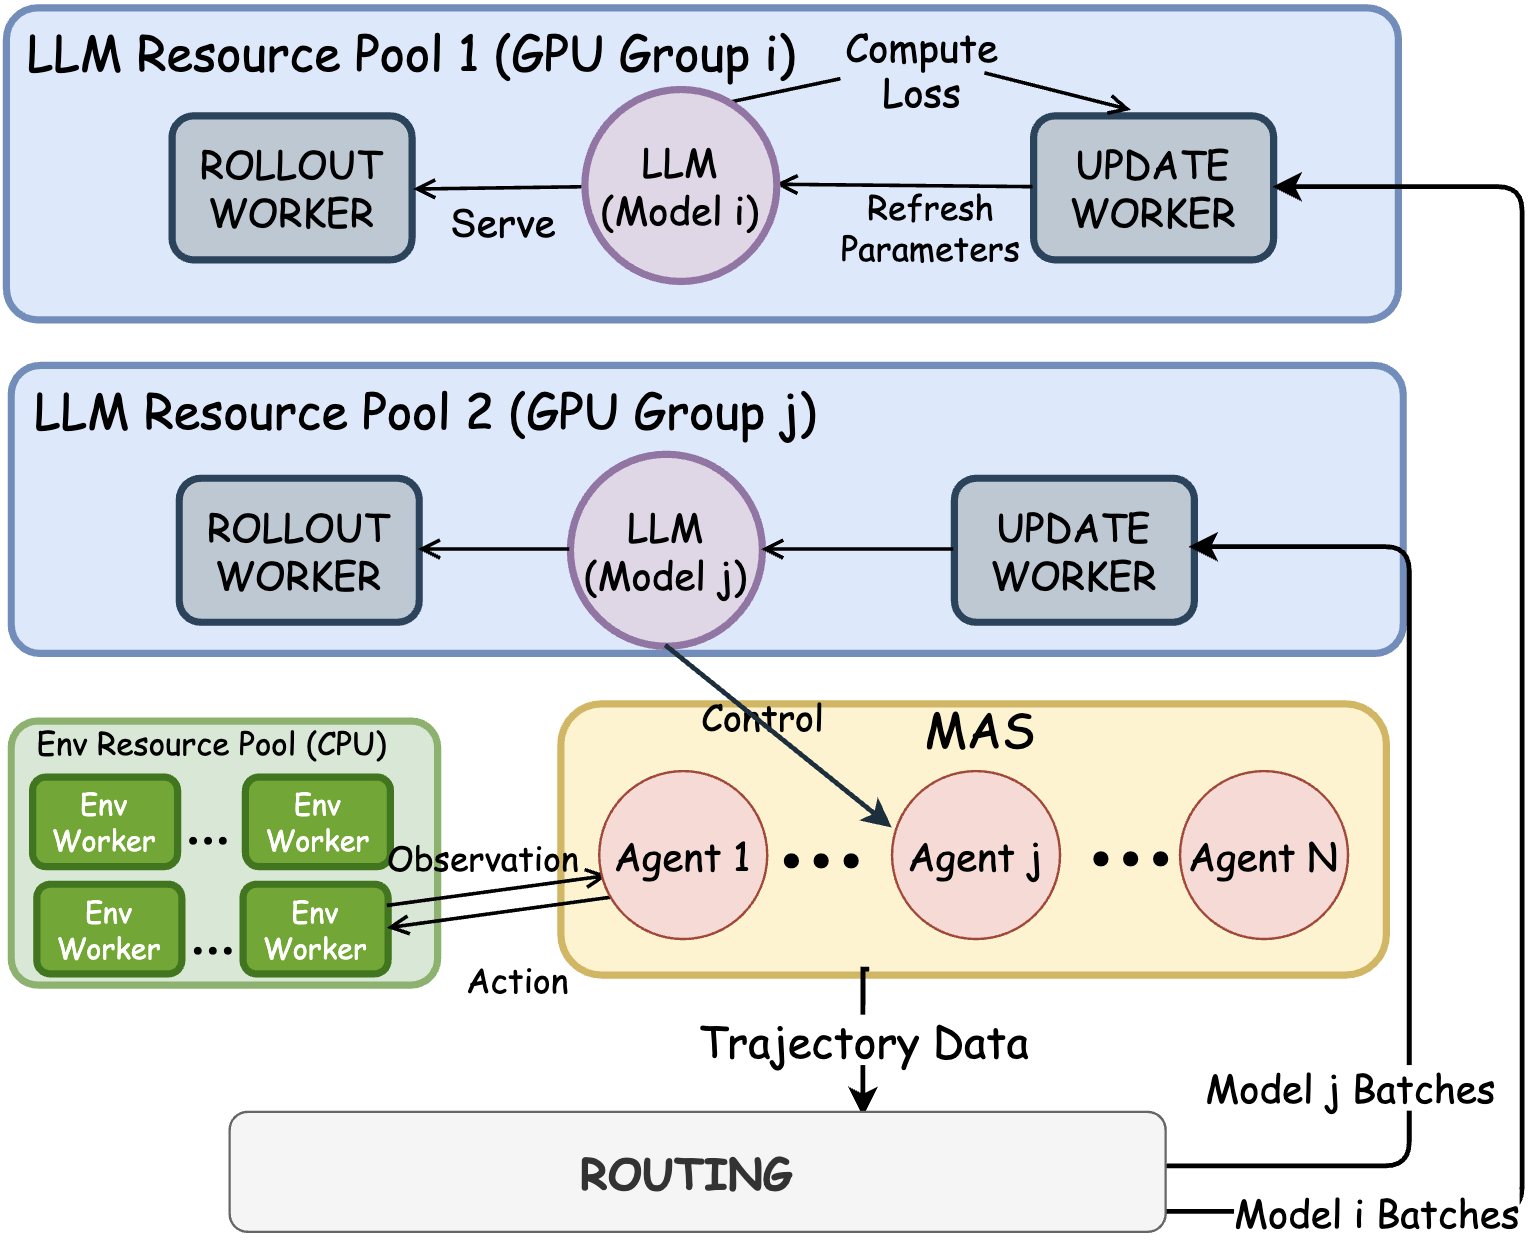 LLM Resource Pool 1 (GPU Group i)
Compute
Loss
ROLLOUT
WORKER
Serve
LLM
(Model i)
Refresh
Parameters
UPDATE
WORKER
LLM Resource Pool 2 (GPU Group j)
ROLLOUT
WORKER
LLM
(Model j)
UPDATE
WORKER
Control
MAS
Env Resource Pool (CPU)
Env
Worker
...
Env
Worker
Env
Worker
...
Env
Worker
Observation
Action
Agent 1
...
Agent j
...
Agent N
Trajectory Data
Model j Batches
ROUTING
Model i Batches